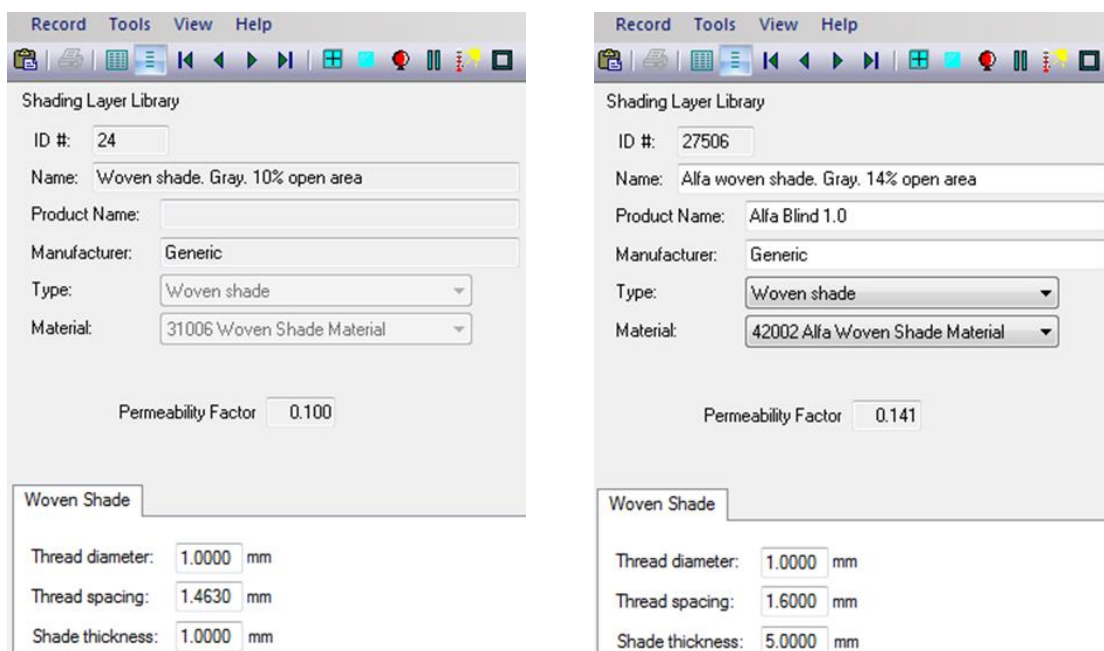 Record Tools View Help
Shading Layer Library
ID #: 24
Name: Woven shade. Gray. 10% open area
Product Name:
Manufacturer: Generic
Type: Woven shade
Material: 31006 Woven Shade Material
Permeability Factor 0.100
Woven Shade
Thread diameter: 1.0000 mm
Thread spacing: 1.4630 mm
Shade thickness: 1.0000 mm
Record Tools View Help
Shading Layer Library
ID #: 27506
Name: Alfa woven shade. Gray. 14% open area
Product Name: Alfa Blind 1.0
Manufacturer: Generic
Type: Woven shade
Material: 42002 Alfa Woven Shade Material
Permeability Factor 0.141
Woven Shade
Thread diameter: 1.0000 mm
Thread spacing: 1.6000 mm
Shade thickness: 5.0000 mm